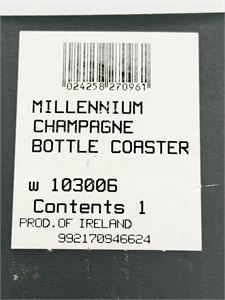 024258 270961
MILLENNIUM
CHAMPAGNE
BOTTLE COASTER
w 103006
Contents 1
PROD.OF IRELAND
992170946624